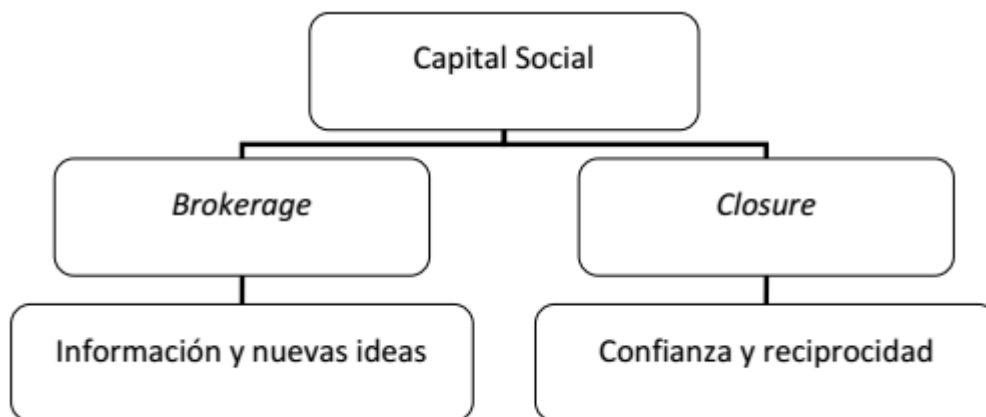 Capital Social
Brokerage
Closure
Información y nuevas ideas
Confianza y reciprocidad